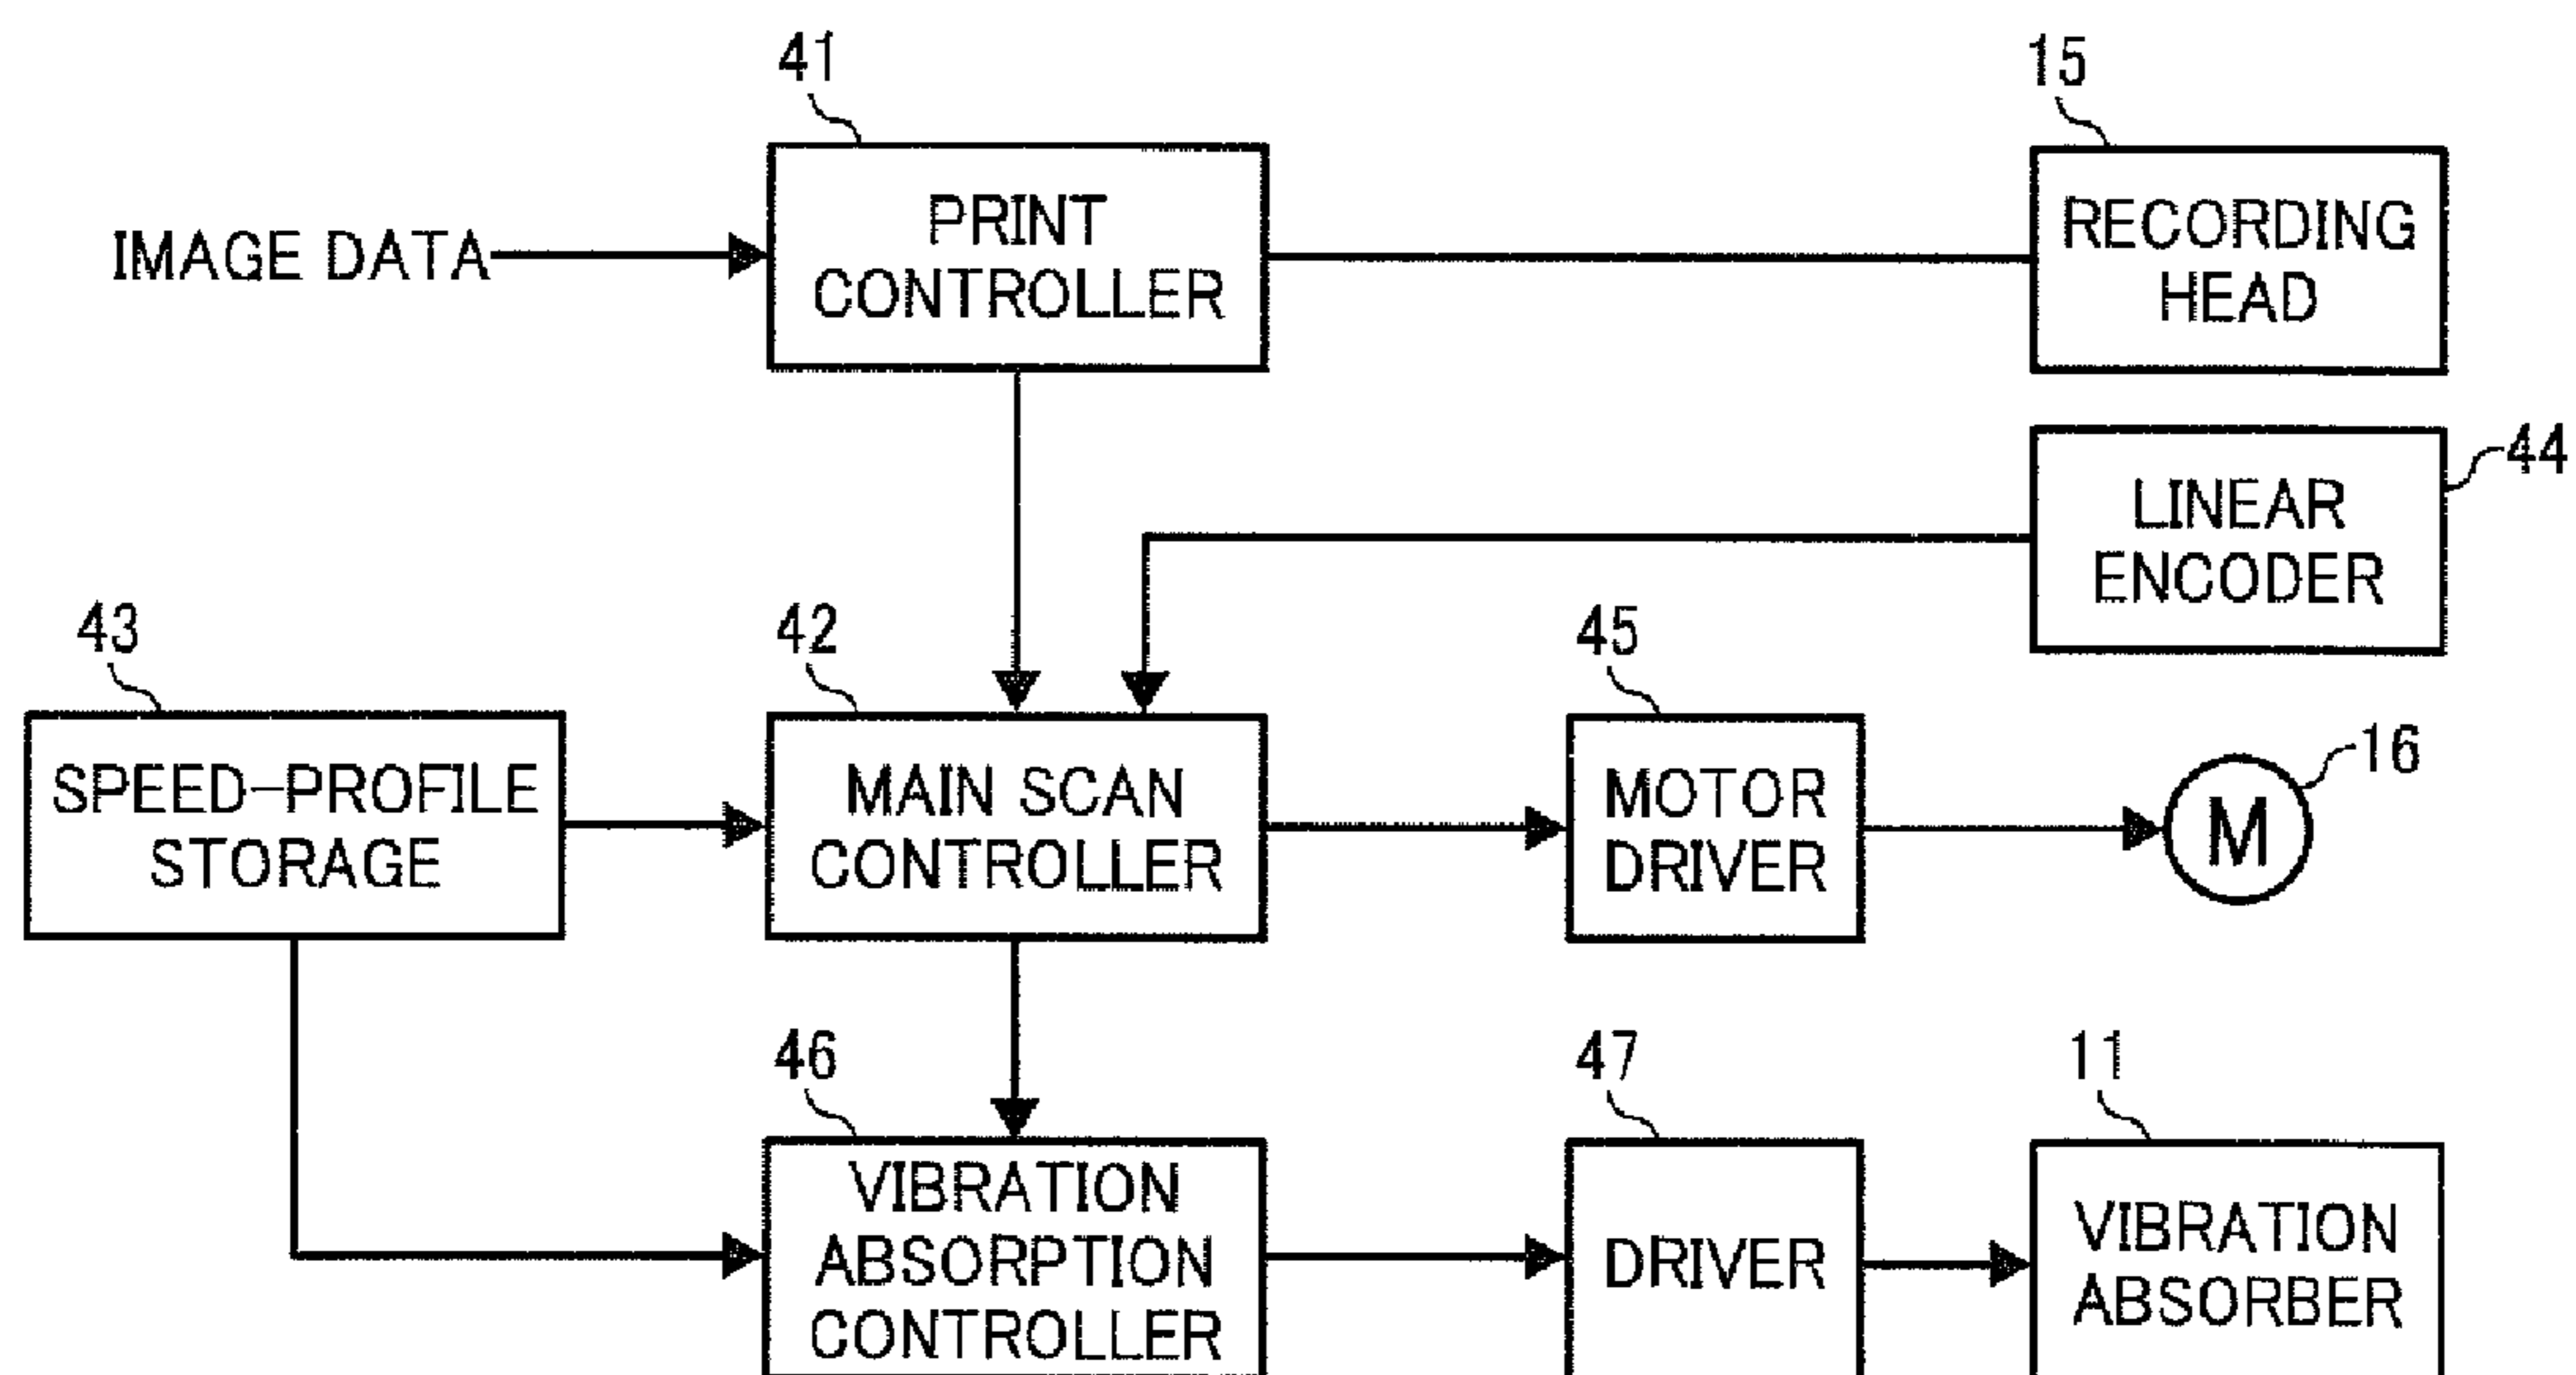 41
15
PRINT
CONTROLLER
IMAGE DATA
RECORDING
HEAD
44
LINEAR
ENCODER
43
42
45
16
SPEED-PROFILE
STORAGE
MAIN SCAN
CONTROLLER
MOTOR
DRIVER
M
46
47
11
VIBRATION
ABSORPTION
CONTROLLER
DRIVER
VIBRATION
ABSORBER